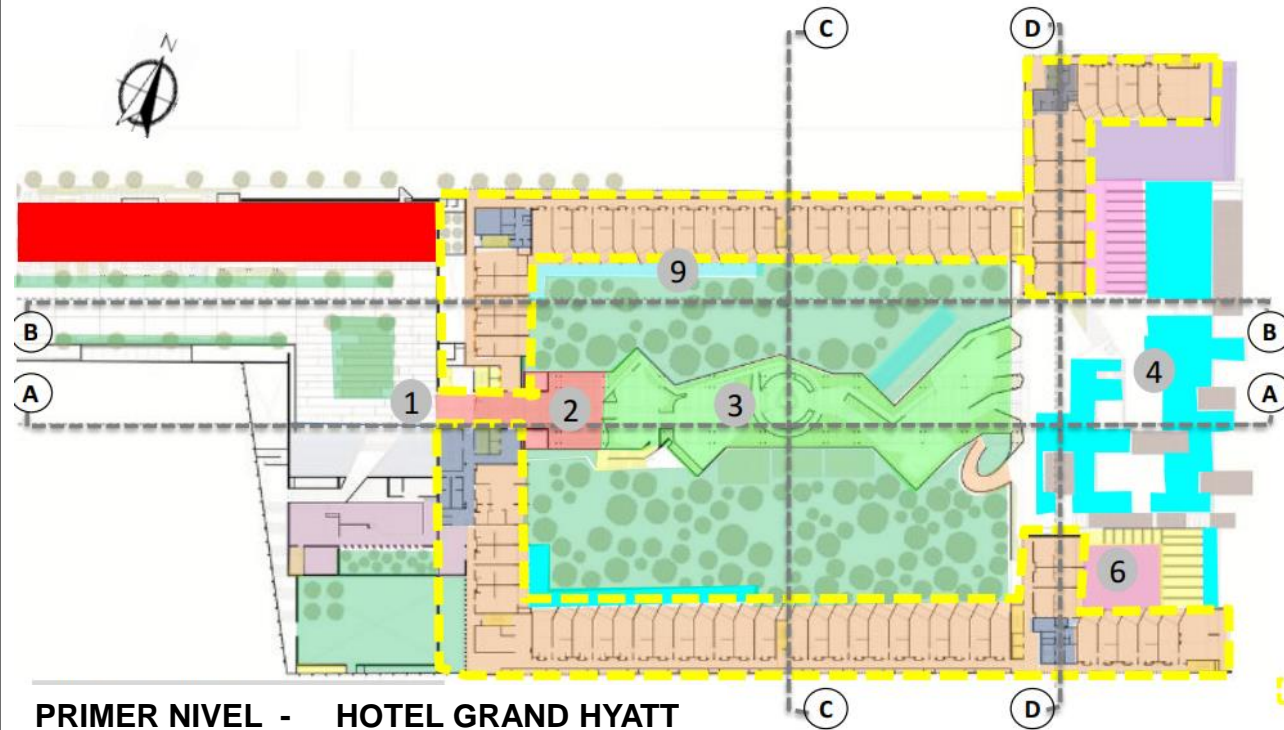 C D
N
9
B B
4
A A
1 2 3
6
PRIMER NIVEL - HOTEL GRAND HYATT
C D